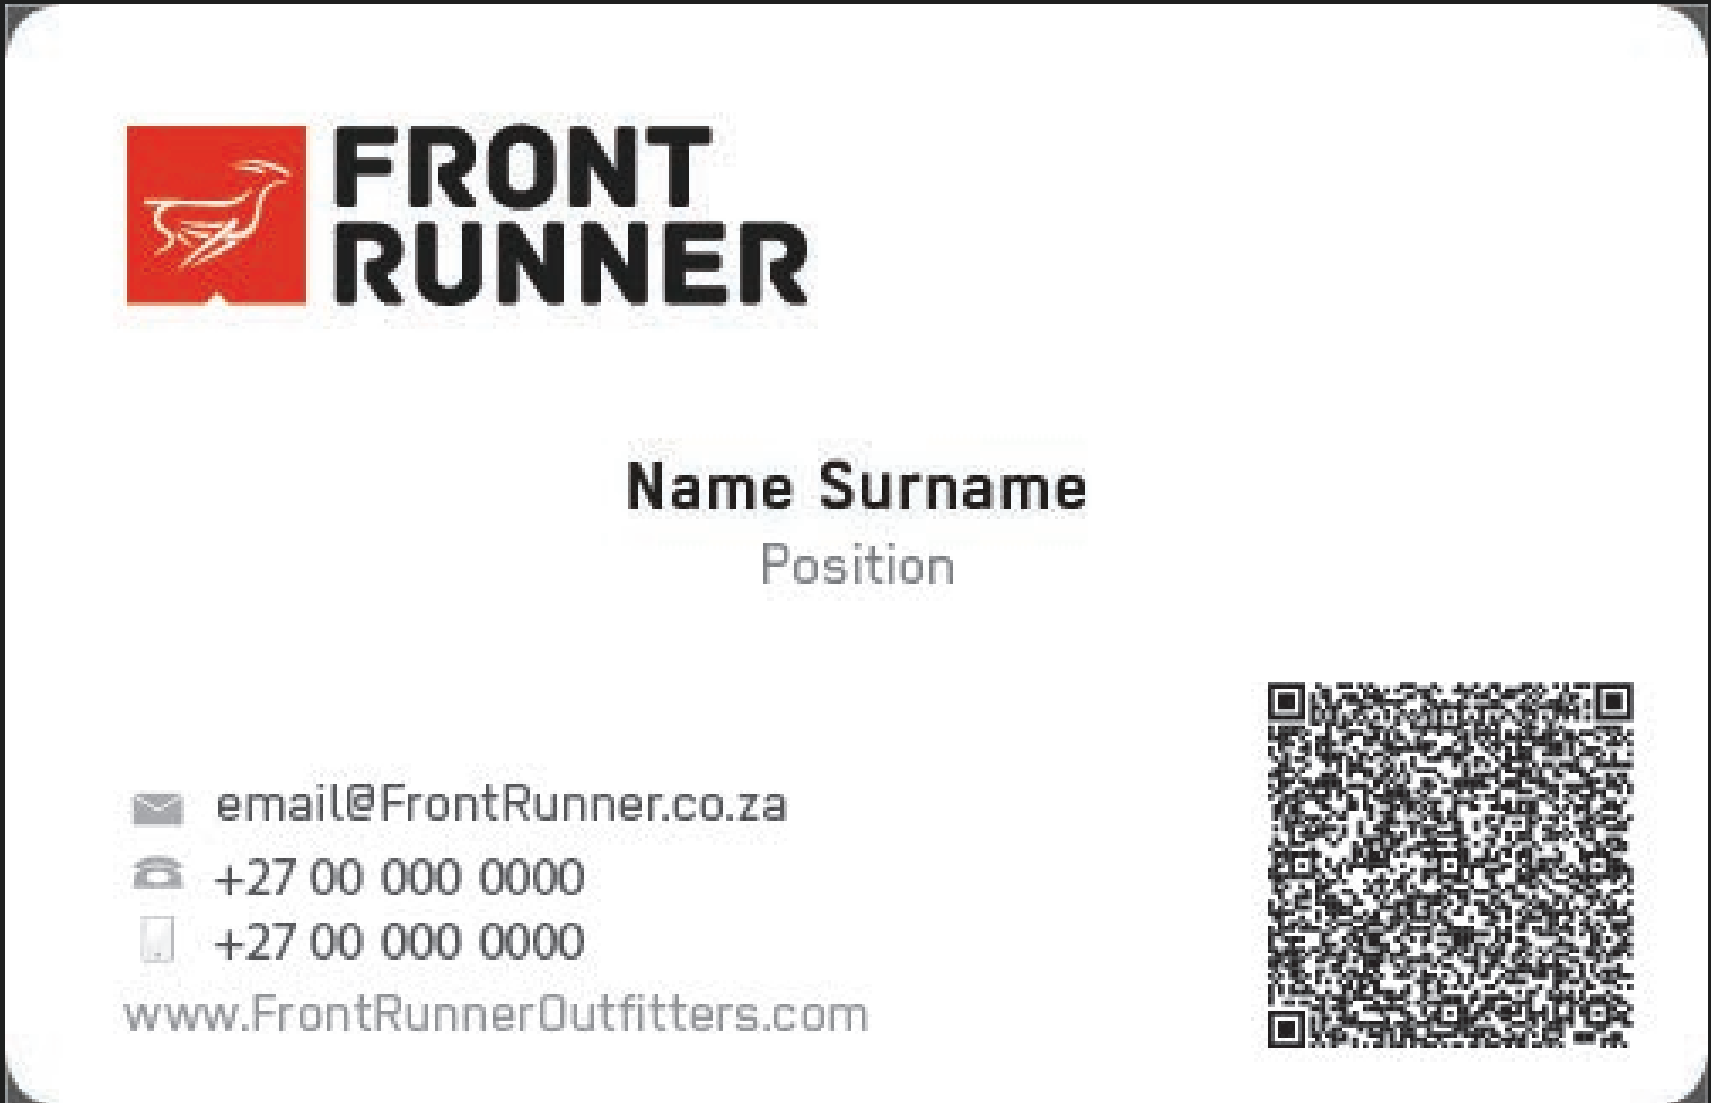 FRONT
RUNNER
Name Surname
Position
email@FrontRunner.co.za
+27 00 000 0000
+27 00 000 0000
www.FrontRunnerOutfitters.com